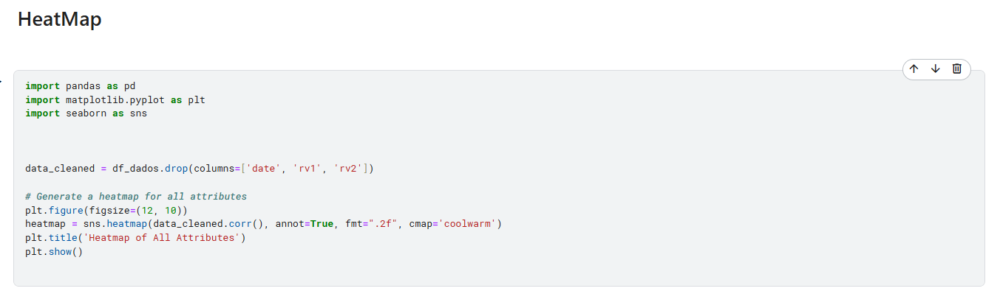 HeatMap
import pandas as pd
import matplotlib.pyplot as plt
import seaborn as sns
data_cleaned = df_dados.drop(columns=['date', 'rv1', 'rv2'])
# Generate a heatmap for all attributes
plt.figure(figsize=(12, 10))
heatmap = sns.heatmap(data_cleaned.corr(), annot=True, fmt=".2f", cmap='coolwarm')
plt.title('Heatmap of All Attributes')
plt.show()